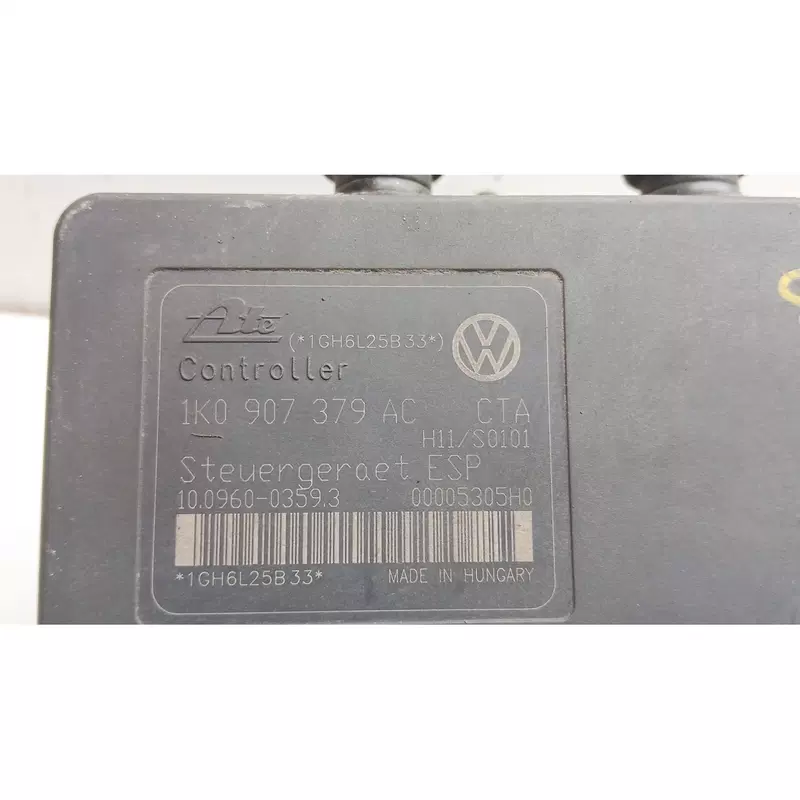 Ate (*1GH6L25B33*)
Controller
1K0 907 379 AC CTA
H11/S0101
Steuergeraet ESP
10.0960-0359.3 00005305H0
*1GH6L25B33* MADE IN HUNGARY